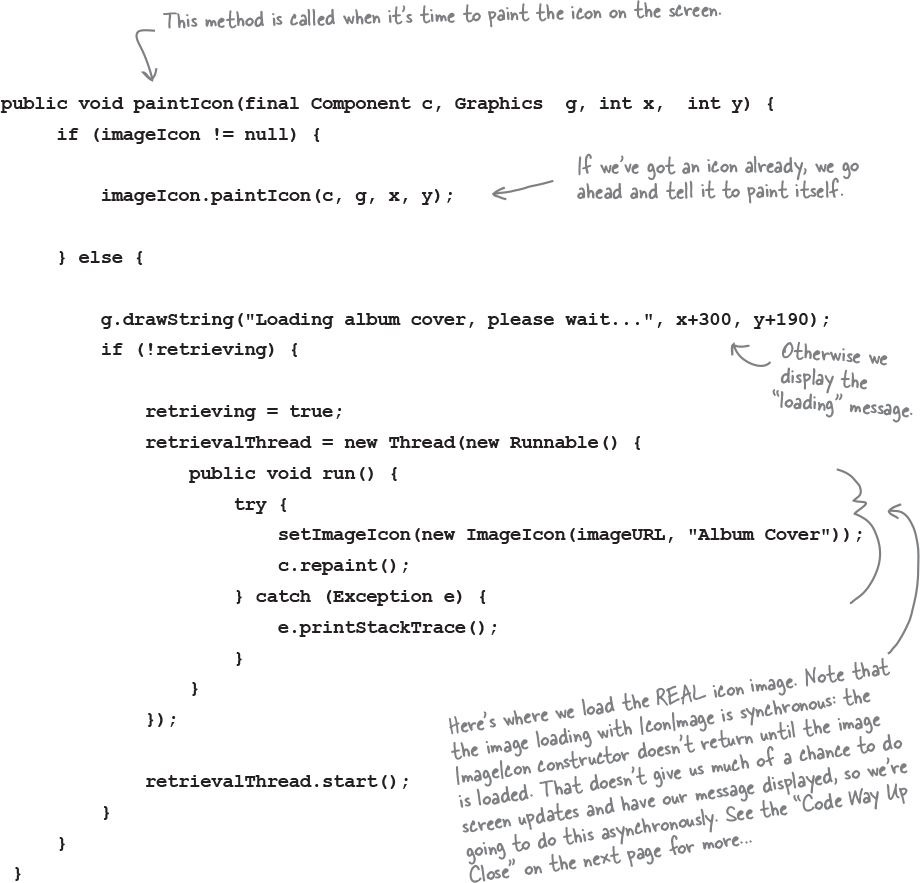 This method is called when it's time to paint the icon on the screen.
public void paintIcon(final Component c, Graphics  g, int x,  int y) {
if (imageIcon != null) {
imageIcon.paintIcon(c, g, x, y);
If we've got an icon already, we go
ahead and tell it to paint itself.
} else {
g.drawString("Loading album cover, please wait...", x+300, y+190);
if (!retrieving) {
Otherwise we
display the
"loading" message.
retrieving = true;
retrievalThread = new Thread(new Runnable() {
public void run() {
try {
setImageIcon(new ImageIcon(imageURL, "Album Cover"));
c.repaint();
} catch (Exception e) {
e.printStackTrace();
}
}
});
retrievalThread.start();
}
}
}
Here's where we load the REAL icon image. Note that
the image loading with IconImage is synchronous: the
ImageIcon constructor doesn't return until the image
is loaded. That doesn't give us much of a chance to do
screen updates and have our message displayed, so we're
going to do this asynchronously. See the "Code Way Up
Close" on the next page for more...